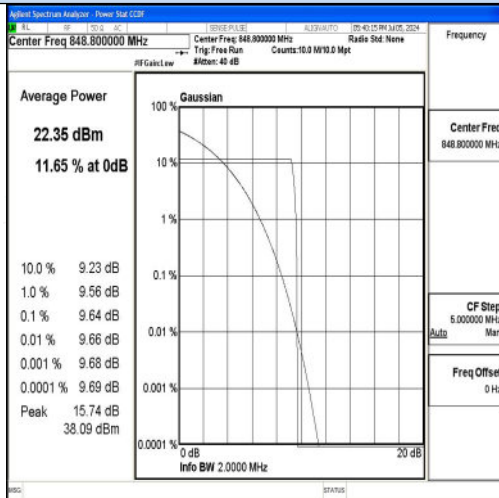 Agilent Spectrum Analyzer - Power Stat CCDF
RL RF 50 Ω AC SENSE:PULSE ALIGNAUTO 05:40:15 PM Jul 05, 2024
Center Freq 848.800000 MHz
Center Freq: 848.800000 MHz Radio Std: None
Trig: Free Run Counts:10.0 M/10.0 Mpt
#IFGain:Low #Atten: 40 dB
Frequency
Average Power
22.35 dBm
11.65 % at 0dB
10.0 % 9.23 dB
1.0 % 9.56 dB
0.1 % 9.64 dB
0.01 % 9.66 dB
0.001 % 9.68 dB
0.0001 % 9.69 dB
Peak 15.74 dB
38.09 dBm
Gaussian
100 %
10 %
1 %
0.1 %
0.01 %
0.001 %
0.0001 %
0 dB 20 dB
Info BW 2.0000 MHz
Center Freq
848.800000 MHz
CF Step
5.000000 MHz
Auto Man
Freq Offset
0 Hz
MSG STATUS